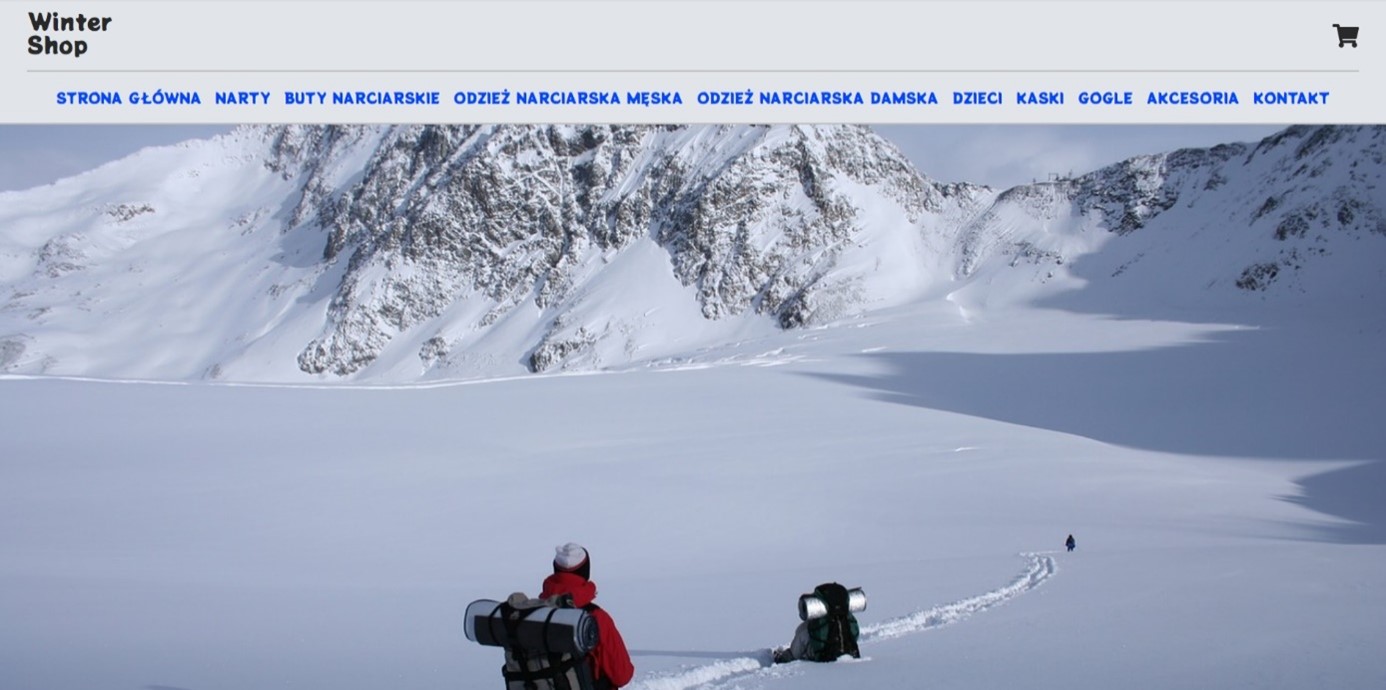 Winter
Shop
STRONA GŁÓWNA NARTY BUTY NARCIARSKIE ODZIEŻ NARCIARSKA MĘSKA ODZIEŻ NARCIARSKA DAMSKA DZIECI KASKI GOGLE AKCESORIA KONTAKT